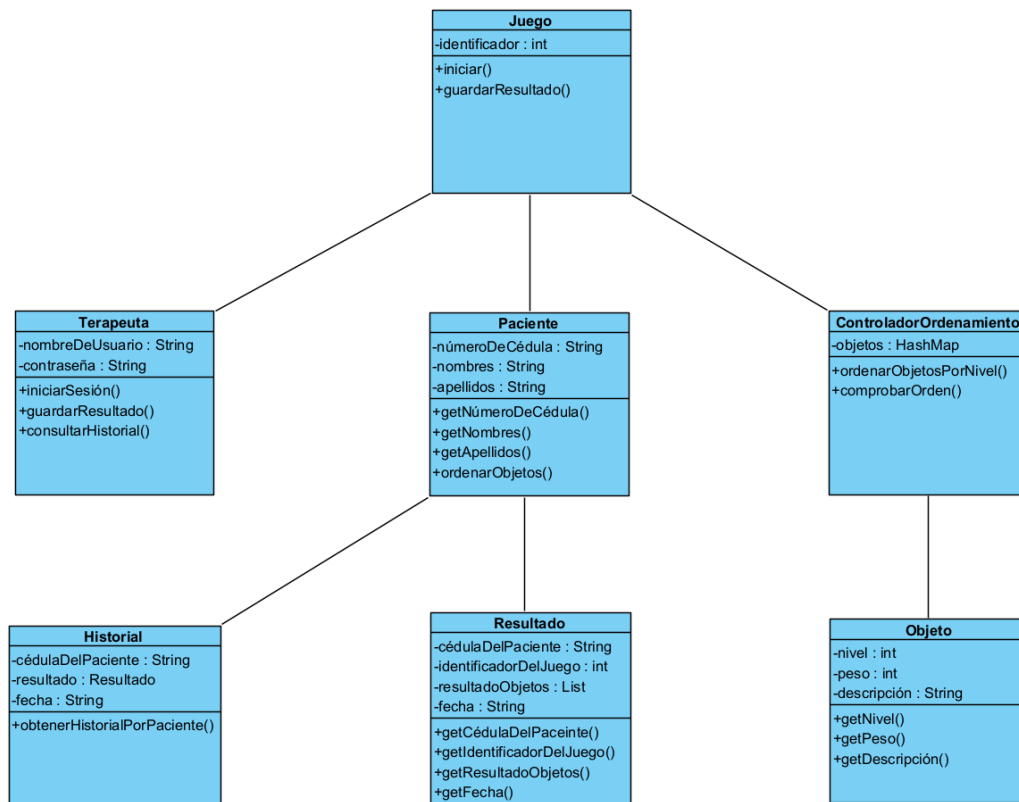 Juego
-identificador : int
+iniciar()
+guardarResultado()
Terapeuta
-nombreDeUsuario : String
-contraseña : String
+iniciarSesión()
+guardarResultado()
+consultarHistorial()
Paciente
-númeroDeCédula : String
-nombres : String
-apellidos : String
+getNúmeroDeCédula()
+getNombres()
+getApellidos()
+ordenarObjetos()
ControladorOrdenamiento
-objetos : HashMap
+ordenarObjetosPorNivel()
+comprobarOrden()
Historial
-cédulaDelPaciente : String
-resultado : Resultado
-fecha : String
+obtenerHistorialPorPaciente()
Resultado
-cédulaDelPaciente : String
-identificadorDelJuego : int
-resultadoObjetos : List
-fecha : String
+getCédulaDelPaceinte()
+getIdentificadorDelJuego()
+getResultadoObjetos()
+getFecha()
Objeto
-nivel : int
-peso : int
-descripción : String
+getNivel()
+getPeso()
+getDescripción()